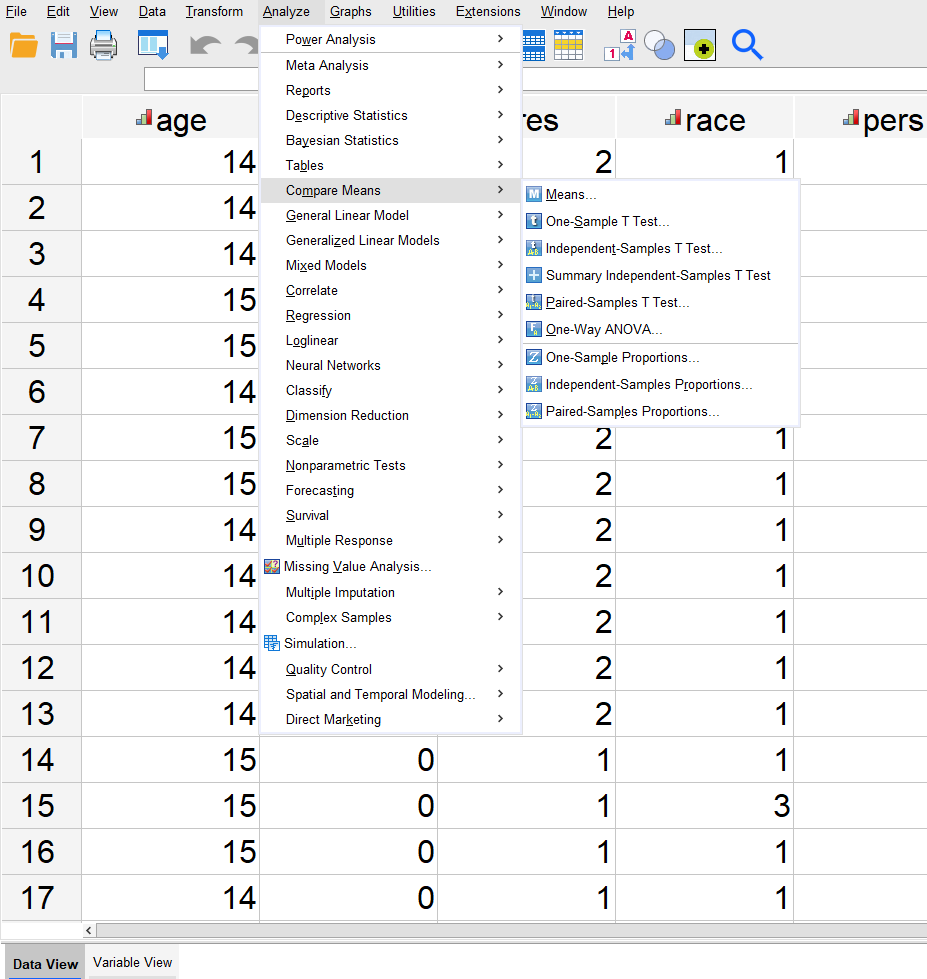 File Edit View Data Transform Analyze Graphs Utilities Extensions Window Help
Power Analysis
Meta Analysis
Reports
Descriptive Statistics
Bayesian Statistics
Tables
Compare Means
General Linear Model
Generalized Linear Models
Mixed Models
Correlate
Regression
Loglinear
Neural Networks
Classify
Dimension Reduction
Scale
Nonparametric Tests
Forecasting
Survival
Multiple Response
Missing Value Analysis...
Multiple Imputation
Complex Samples
Simulation...
Quality Control
Spatial and Temporal Modeling...
Direct Marketing
Means...
One-Sample T Test...
Independent-Samples T Test...
Summary Independent-Samples T Test
Paired-Samples T Test...
One-Way ANOVA...
One-Sample Proportions...
Independent-Samples Proportions...
Paired-Samples Proportions...
age res race pers
1 14 2 1
2 14
3 14
4 15
5 15
6 14
7 15 2 1
8 15 2 1
9 14 2 1
10 14 2 1
11 14 2 1
12 14 2 1
13 14 2 1
14 15 0 1 1
15 15 0 1 3
16 15 0 1 1
17 14 0 1 1
Data View Variable View